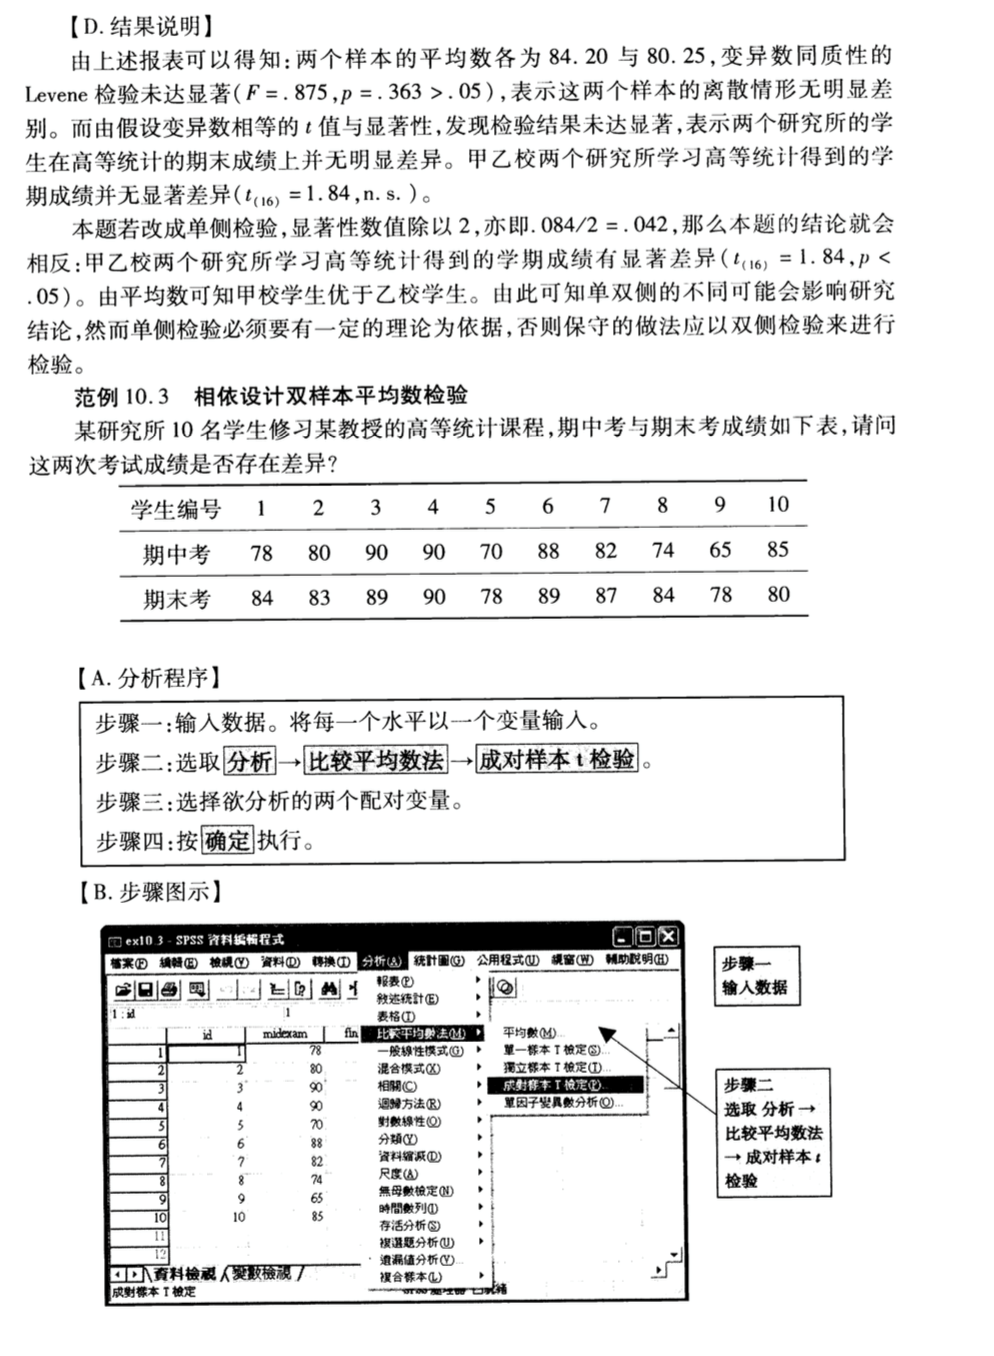 【D. 结果说明】
由上述报表可以得知:两个样本的平均数各为 84. 20 与 80. 25,变异数同质性的
Levene 检验未达显著(F = . 875,p = . 363 > . 05),表示这两个样本的离散情形无明显差
别。而由假设变异数相等的 t 值与显著性,发现检验结果未达显著,表示两个研究所的学
生在高等统计的期末成绩上并无明显差异。甲乙校两个研究所学习高等统计得到的学
期成绩并无显著差异(t(16) = 1. 84,n. s. )。
本题若改成单侧检验,显著性数值除以 2,亦即. 084/2 = . 042,那么本题的结论就会
相反:甲乙校两个研究所学习高等统计得到的学期成绩有显著差异(t(16) = 1. 84,p <
. 05)。由平均数可知甲校学生优于乙校学生。由此可知单双侧的不同可能会影响研究
结论,然而单侧检验必须要有一定的理论为依据,否则保守的做法应以双侧检验来进行
检验。
范例 10. 3 相依设计双样本平均数检验
某研究所 10 名学生修习某教授的高等统计课程,期中考与期末考成绩如下表,请问
这两次考试成绩是否存在差异?
学生编号 1 2 3 4 5 6 7 8 9 10
期中考 78 80 90 90 70 88 82 74 65 85
期末考 84 83 89 90 78 89 87 84 78 80
【A. 分析程序】
步骤一:输入数据。将每一个水平以一个变量输入。
步骤二:选取 分析 → 比较平均数法 → 成对样本 t 检验 。
步骤三:选择欲分析的两个配对变量。
步骤四:按 确定 执行。
【B. 步骤图示】
ex10 3 - SPSS 資料編輯程式
檔案(F) 編輯(E) 檢視(V) 資料(D) 轉換(T) 分析(A) 統計圖(G) 公用程式(U) 視窗(W) 輔助說明(H)
1 : id 1
id midexam fin
1 1 78
2 2 80
3 3 90
4 4 90
5 5 70
6 6 88
7 7 82
8 8 74
9 9 65
10 10 85
11
12
報表(P)
敘述統計(E)
表格(T)
比較平均數法(M)
一般線性模式(G)
混合模式(X)
相關(C)
迴歸方法(R)
對數線性(O)
分類(Y)
資料縮減(D)
尺度(A)
無母數檢定(N)
時間數列(I)
存活分析(S)
複選題分析(U)
遺漏值分析(V)...
複合樣本(L)
平均數(M)...
單一樣本 T 檢定(S)...
獨立樣本 T 檢定(T)...
成對樣本 T 檢定(P)...
單因子變異數分析(O)...
資料檢視 變數檢視
成對樣本 T 檢定 SPSS 處理器 已就緒
步骤一
输入数据
步骤二
选取 分析 →
比较平均数法
→ 成对样本 t
检验